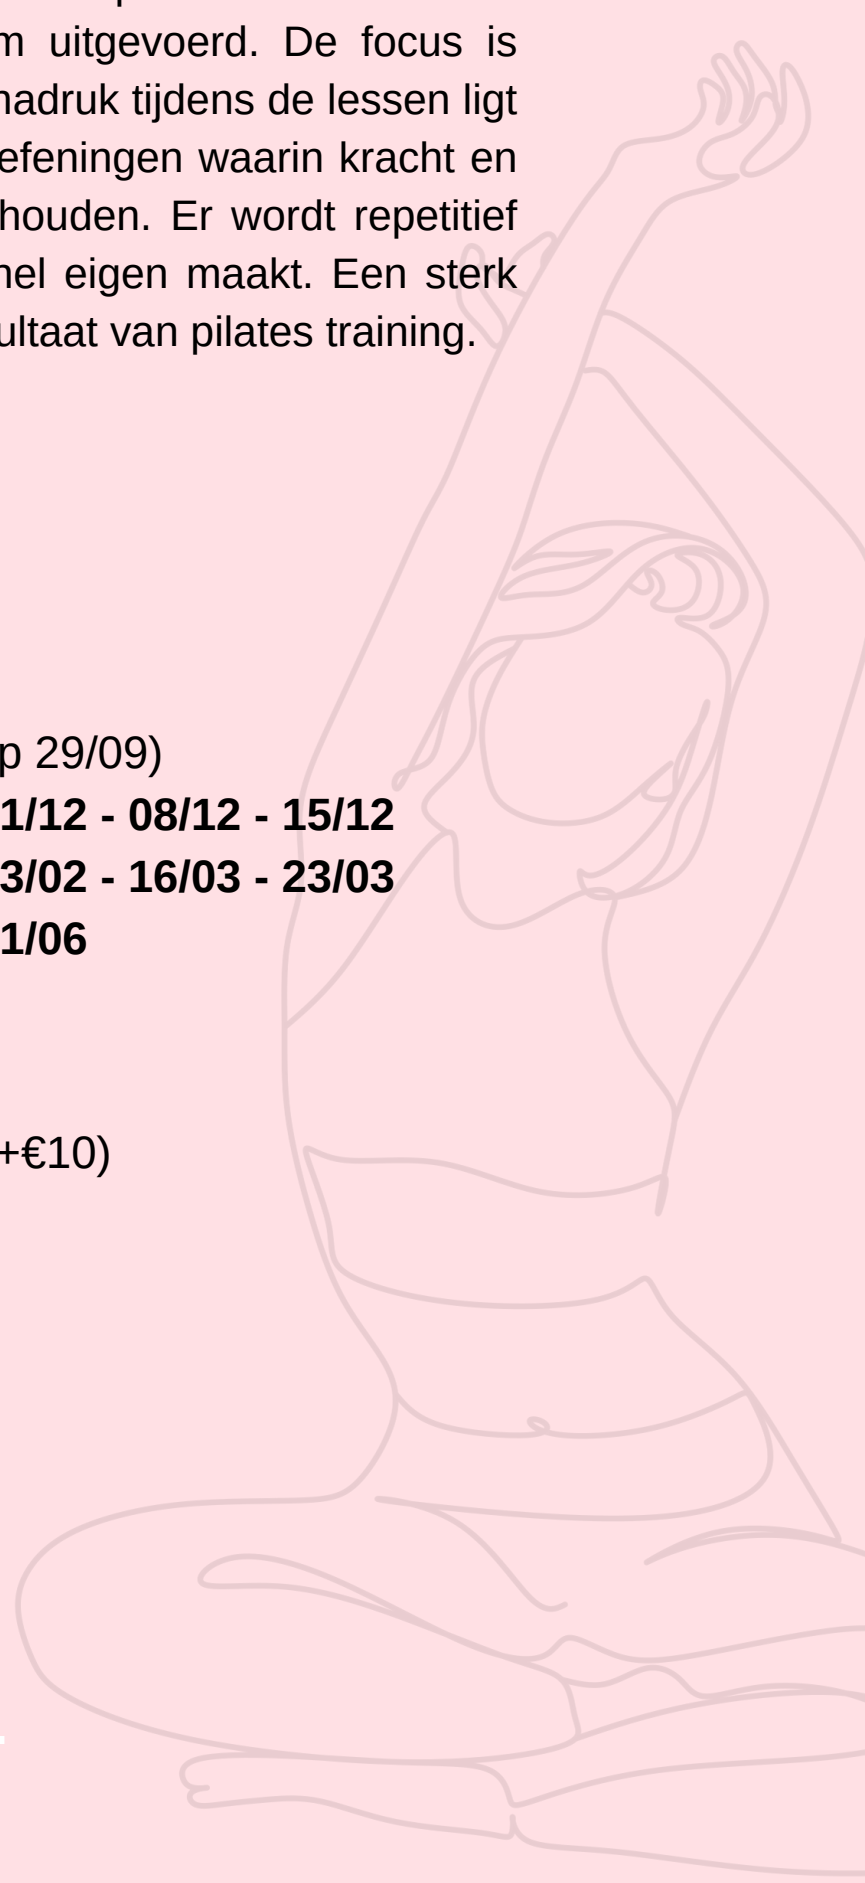 m uitgevoerd. De focus is
nadruk tijdens de lessen ligt
efeningen waarin kracht en
houden. Er wordt repetitief
nel eigen maakt. Een sterk
ultaat van pilates training.
p 29/09)
1/12 - 08/12 - 15/12
3/02 - 16/03 - 23/03
1/06
+€10)